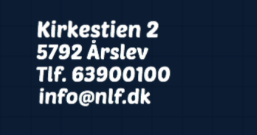 Kirkestien 2
5792 Årslev
Tlf. 63900100
info@nlf.dk